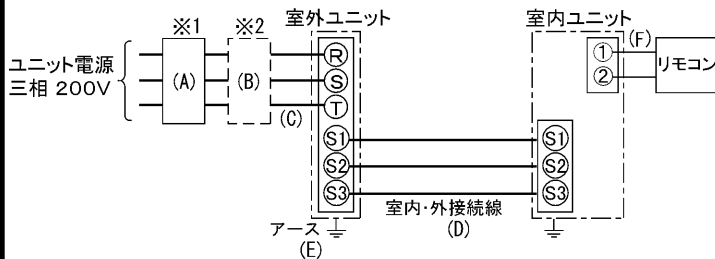 ※1
※2
室外ユニット
室内ユニット
ユニット電源
三相 200V
(A)
(B)
(C)
R
S
T
S1
S2
S3
アース
(E)
室内・外接続線
(D)
S1
S2
S3
①
②
(F)
リモコン